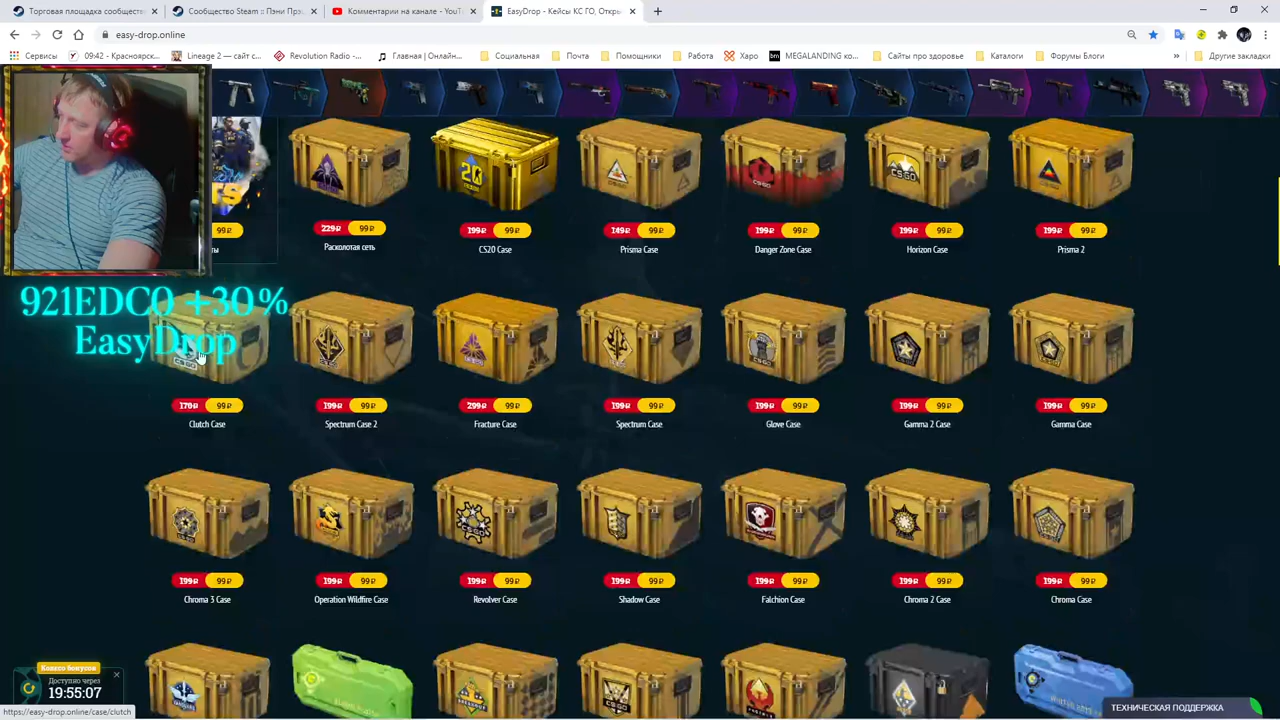 Торговая площадка сообществ
Сообщество Steam :: Пэни Прэ
Комментарии на канале - YouT
EasyDrop - Кейсы КС ГО, Откры
easy-drop.online
Сервисы
09:42 - Красноярск...
Lineage 2 — сайт с...
Revolution Radio -...
Главная | Онлайн...
Социальная
Почта
Помощники
Работа
Харо
MEGALANDING ко...
Сайты про здоровье
Каталоги
Форумы Блоги
»
Другие закладки
99₽
229₽ 99₽
199₽ 99₽
149₽ 99₽
199₽ 99₽
199₽ 99₽
199₽ 99₽
Расколотая сеть
CS20 Case
Prisma Case
Danger Zone Case
Horizon Case
Prisma 2
921EDCO +30%
EasyDrop
179₽ 99₽
199₽ 99₽
299₽ 99₽
199₽ 99₽
199₽ 99₽
199₽ 99₽
199₽ 99₽
Clutch Case
Spectrum Case 2
Fracture Case
Spectrum Case
Glove Case
Gamma 2 Case
Gamma Case
199₽ 99₽
199₽ 99₽
199₽ 99₽
199₽ 99₽
199₽ 99₽
199₽ 99₽
199₽ 99₽
Chroma 3 Case
Operation Wildfire Case
Revolver Case
Shadow Case
Falchion Case
Chroma 2 Case
Chroma Case
Колесо бонусов
Доступно через
19:55:07
https://easy-drop.online/case/clutch
ТЕХНИЧЕСКАЯ ПОДДЕРЖКА